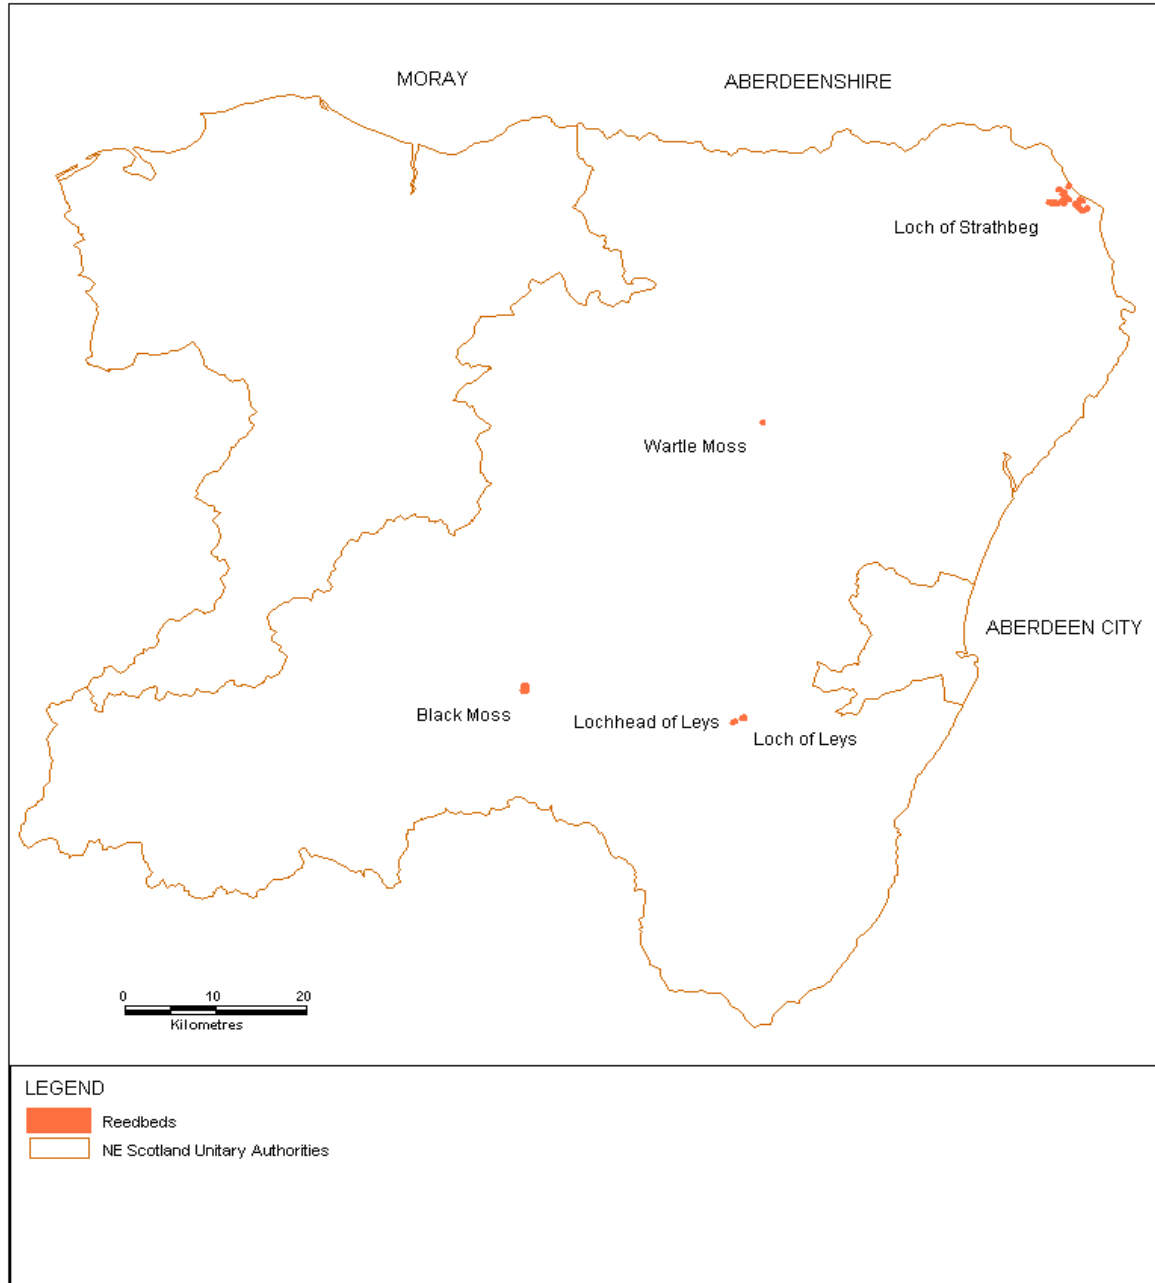 MORAY
ABERDEENSHIRE
Loch of Strathbeg
Wartle Moss
ABERDEEN CITY
Black Moss
Lochhead of Leys
Loch of Leys
0 10 20
Kilometres
LEGEND
Reedbeds
NE Scotland Unitary Authorities